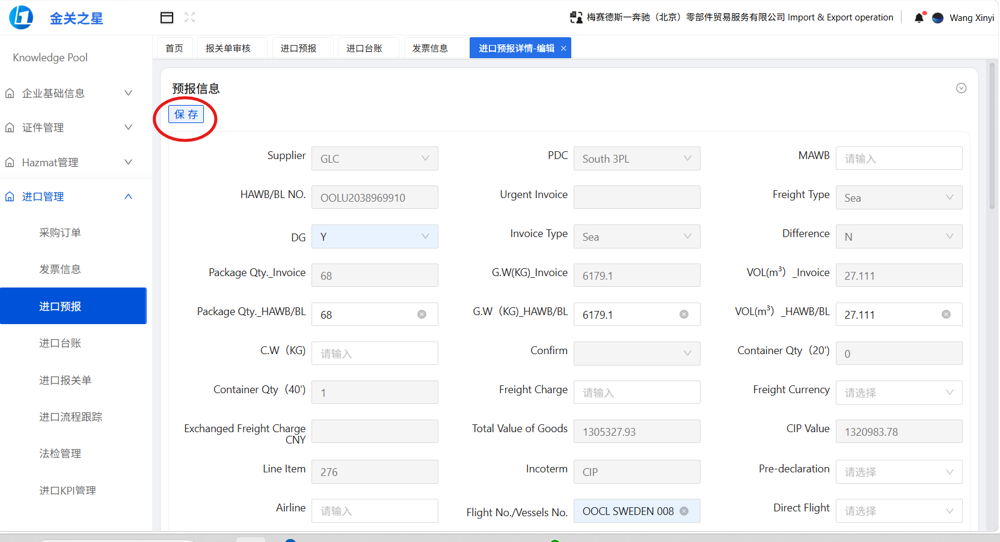 金关之星
梅赛德斯一奔驰（北京）零部件贸易服务有限公司 Import & Export operation
Wang Xinyi
首页
报关单审核
进口预报
进口台账
发票信息
进口预报详情-编辑 ×
Knowledge Pool
企业基础信息
证件管理
Hazmat管理
进口管理
采购订单
发票信息
进口预报
进口台账
进口报关单
进口流程跟踪
法检管理
进口KPI管理
预报信息
保 存
Supplier GLC PDC South 3PL MAWB 请输入
HAWB/BL NO. OOLU2038969910 Urgent Invoice Freight Type Sea
DG Y Invoice Type Sea Difference N
Package Qty._Invoice 68 G.W(KG)_Invoice 6179.1 VOL(m³）_Invoice 27.111
Package Qty._HAWB/BL 68 G.W（KG)_HAWB/BL 6179.1 VOL(m³）_HAWB/BL 27.111
C.W（KG) 请输入 Confirm Container Qty（20') 0
Container Qty（40') 1 Freight Charge 请输入 Freight Currency 请选择
Exchanged Freight Charge Total Value of Goods 1305327.93 CIP Value 1320983.78
CNY
Line Item 276 Incoterm CIP Pre-declaration 请选择
Airline 请输入 Flight No./Vessels No. OOCL SWEDEN 008 Direct Flight 请选择